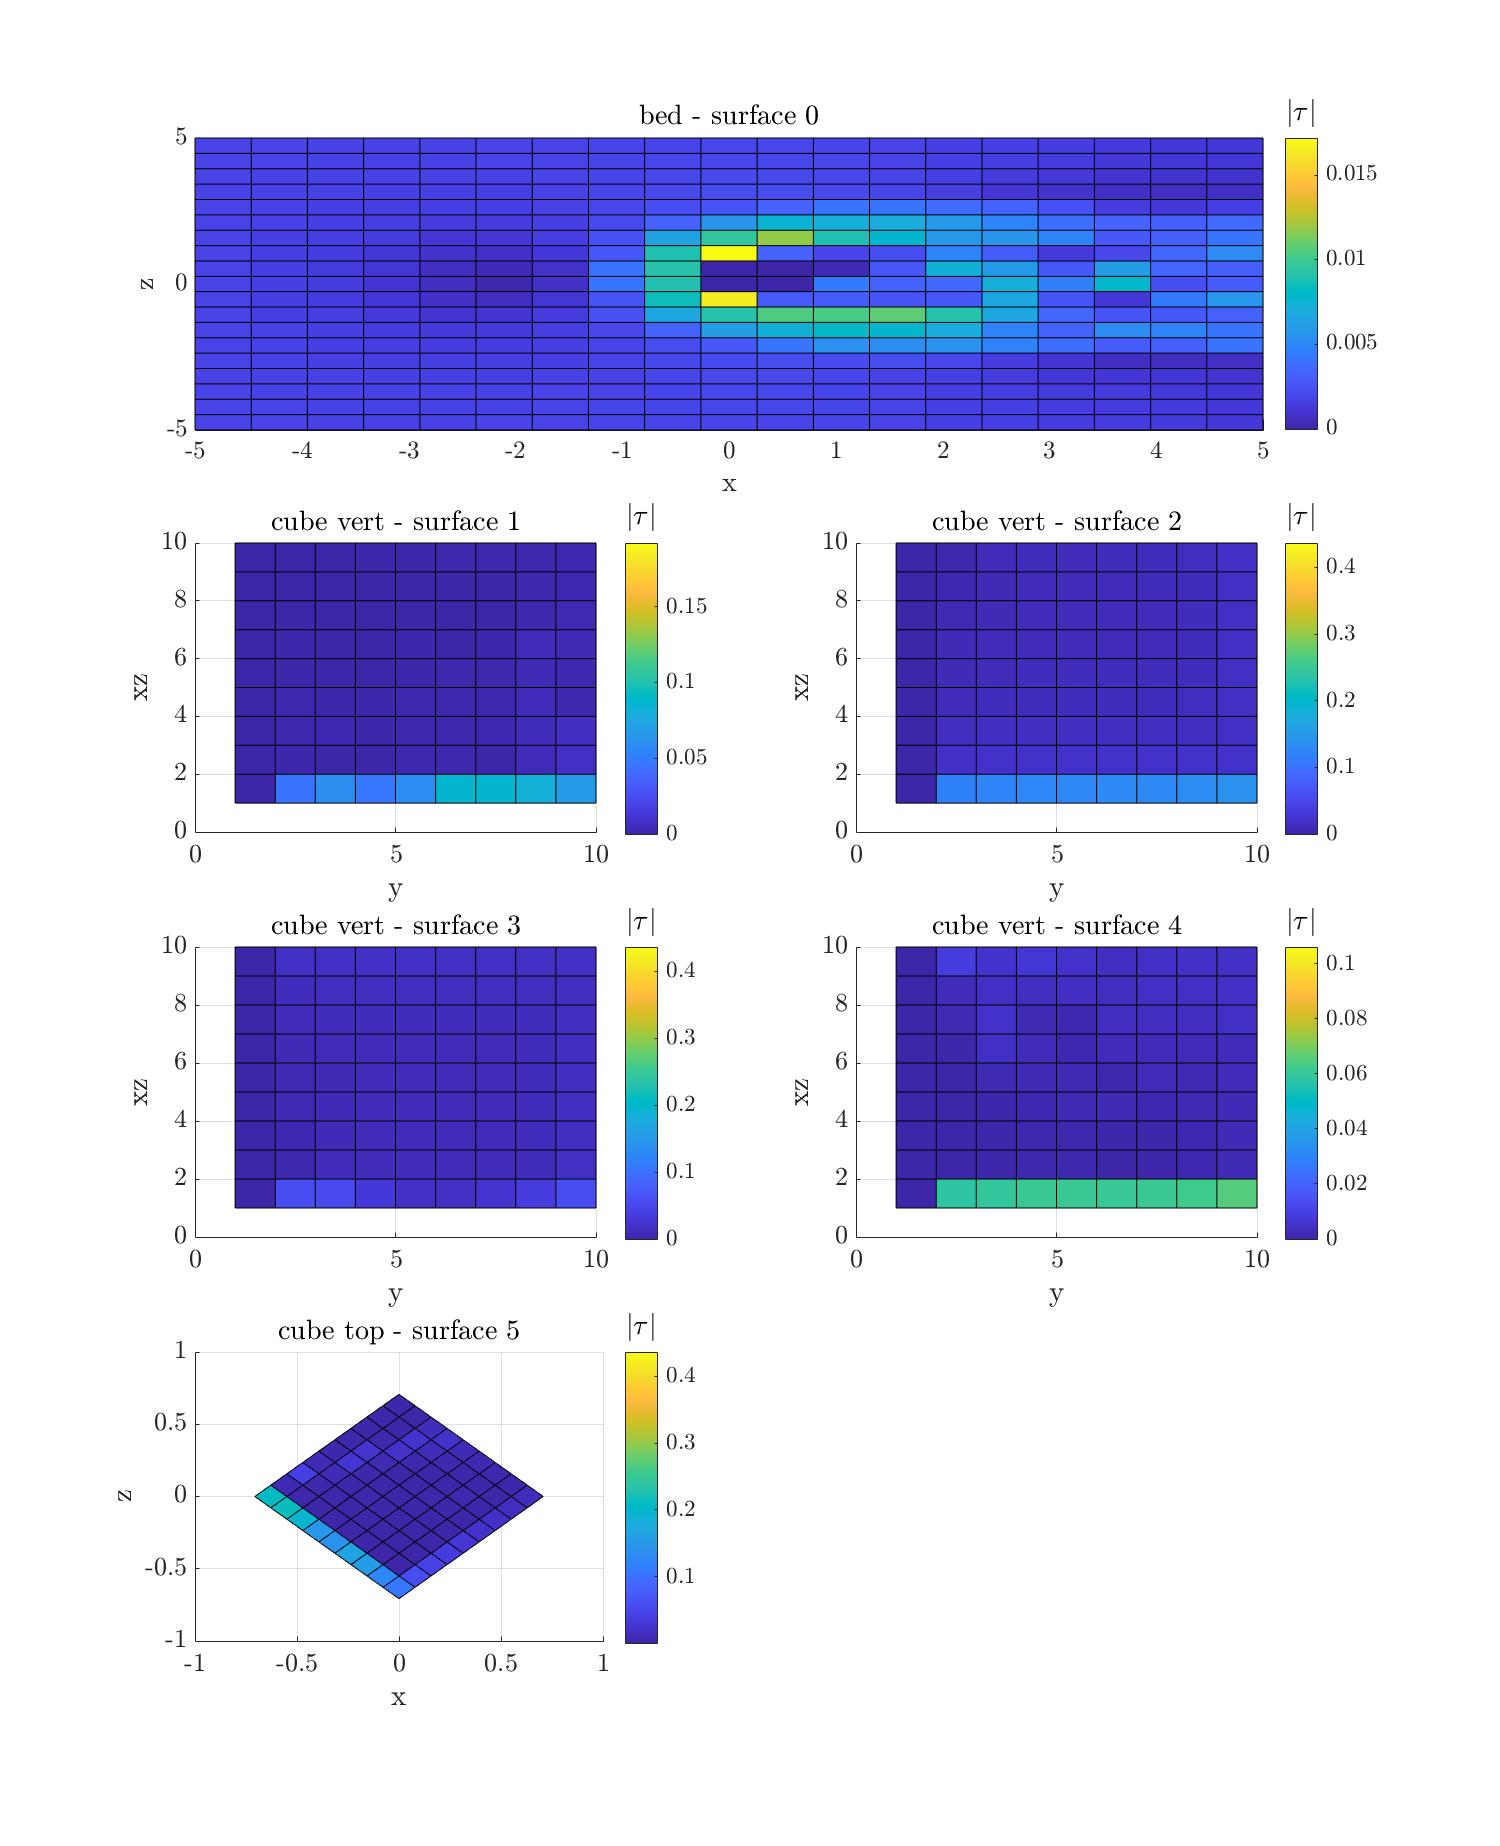 bed - surface 0
|τ|
5
0
-5
z
-5 -4 -3 -2 -1 0 1 2 3 4 5
x
0.015
0.01
0.005
0
cube vert - surface 1
|τ|
10
8
6
4
2
0
xz
0 5 10
y
0.15
0.1
0.05
0
cube vert - surface 2
|τ|
10
8
6
4
2
0
xz
0 5 10
y
0.4
0.3
0.2
0.1
0
cube vert - surface 3
|τ|
10
8
6
4
2
0
xz
0 5 10
y
0.4
0.3
0.2
0.1
0
cube vert - surface 4
|τ|
10
8
6
4
2
0
xz
0 5 10
y
0.1
0.08
0.06
0.04
0.02
0
cube top - surface 5
|τ|
1
0.5
0
-0.5
-1
z
-1 -0.5 0 0.5 1
x
0.4
0.3
0.2
0.1